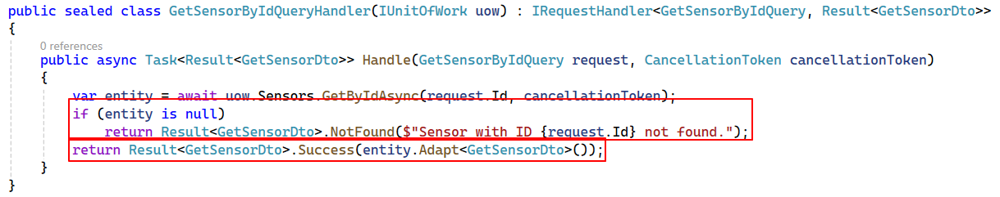 public sealed class GetSensorByIdQueryHandler(IUnitOfWork uow) : IRequestHandler<GetSensorByIdQuery, Result<GetSensorDto>>
{
0 references
public async Task<Result<GetSensorDto>> Handle(GetSensorByIdQuery request, CancellationToken cancellationToken)
{
var entity = await uow.Sensors.GetByIdAsync(request.Id, cancellationToken);
if (entity is null)
return Result<GetSensorDto>.NotFound($"Sensor with ID {request.Id} not found.");
return Result<GetSensorDto>.Success(entity.Adapt<GetSensorDto>());
}
}